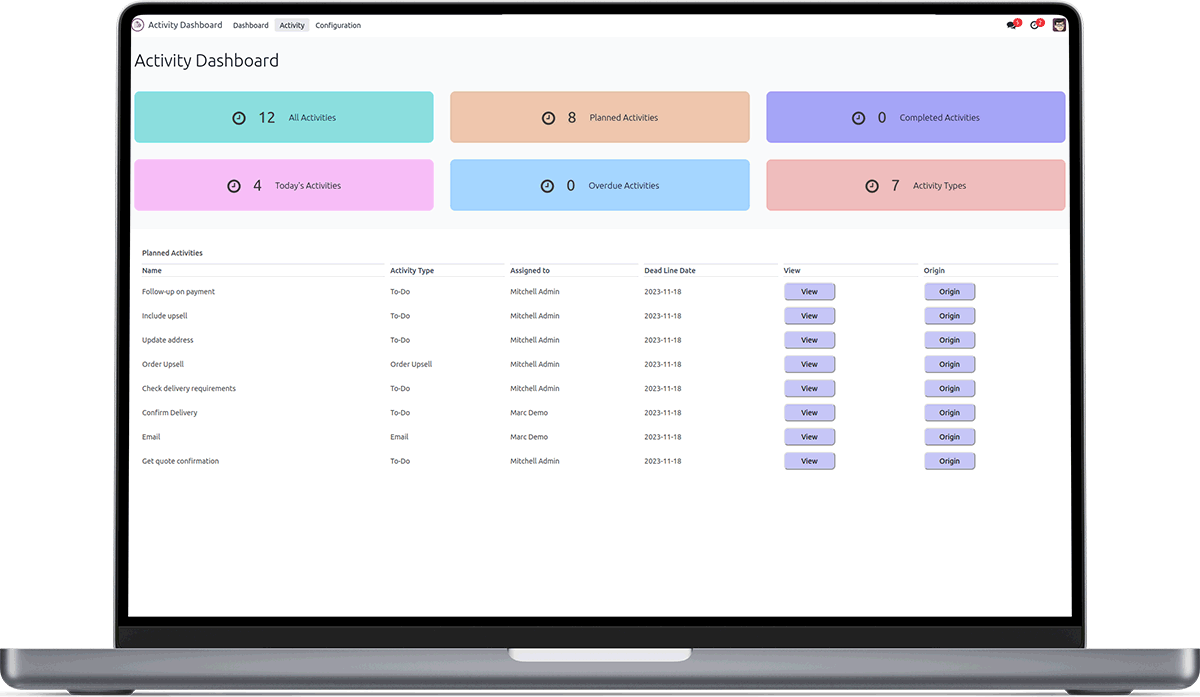 Activity Dashboard Dashboard Activity Configuration
Activity Dashboard
12 All Activities 8 Planned Activities 0 Completed Activities
4 Today's Activities 0 Overdue Activities 7 Activity Types
Planned Activities
Name Activity Type Assigned to Dead Line Date View Origin
Follow-up on payment To-Do Mitchell Admin 2023-11-18 View Origin
Include upsell To-Do Mitchell Admin 2023-11-18 View Origin
Update address To-Do Mitchell Admin 2023-11-18 View Origin
Order Upsell Order Upsell Mitchell Admin 2023-11-18 View Origin
Check delivery requirements To-Do Mitchell Admin 2023-11-18 View Origin
Confirm Delivery To-Do Marc Demo 2023-11-18 View Origin
Email Email Marc Demo 2023-11-18 View Origin
Get quote confirmation To-Do Mitchell Admin 2023-11-18 View Origin